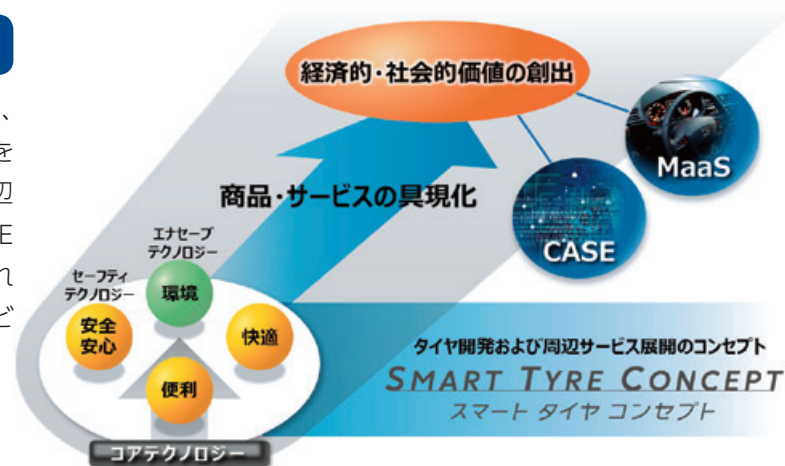 、
を
辺
正
れ
ど
経済的・社会的価値の創出
MaaS
CASE
商品・サービスの具現化
エナセーブ
テクノロジー
環境
セーフティ
テクノロジー
安全
安心
快適
便利
コアテクノロジー
タイヤ開発および周辺サービス展開のコンセプト
SMART TYRE CONCEPT
スマート タイヤ コンセプト